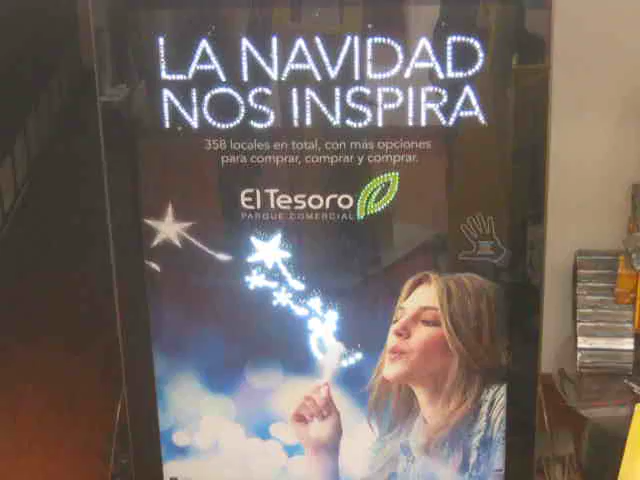 LA NAVIDAD
NOS INSPIRA
358 locales en total, con más opciones
para comprar, comprar y comprar.
El Tesoro
PARQUE COMERCIAL